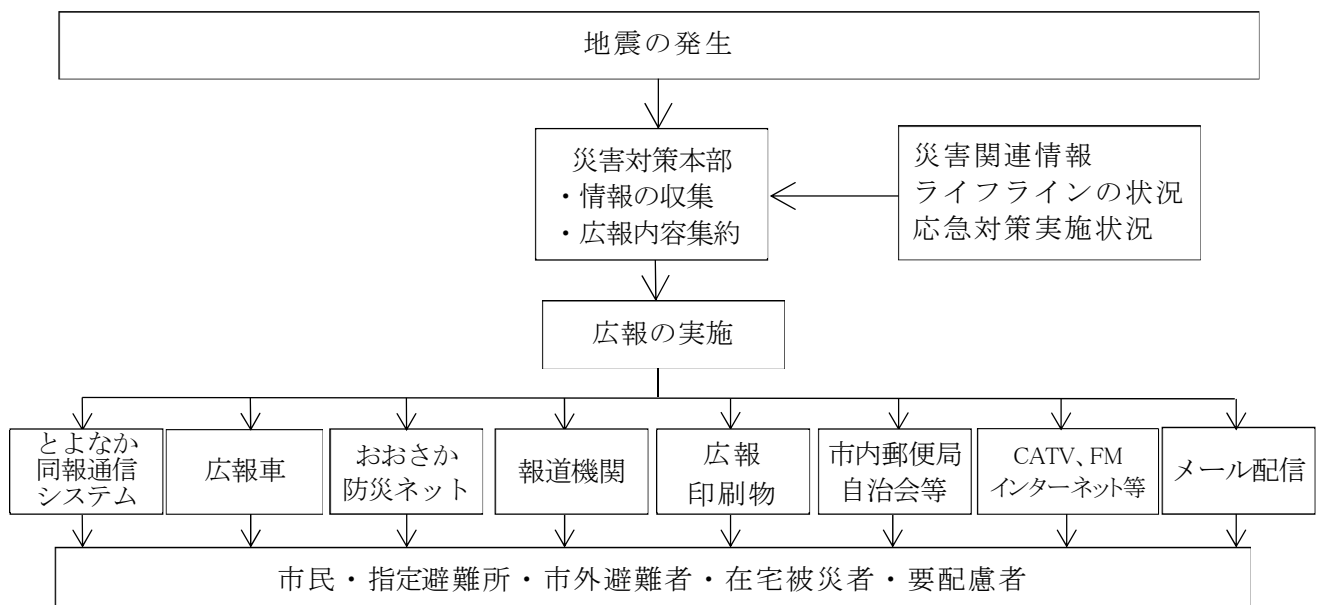 地震の発生
災害対策本部
・情報の収集
・広報内容集約
災害関連情報
ライフラインの状況
応急対策実施状況
広報の実施
とよなか
同報通信
システム
広報車
おおさか
防災ネット
報道機関
広報
印刷物
市内郵便局
自治会等
CATV、FM
インターネット等
メール配信
市民・指定避難所・市外避難者・在宅被災者・要配慮者